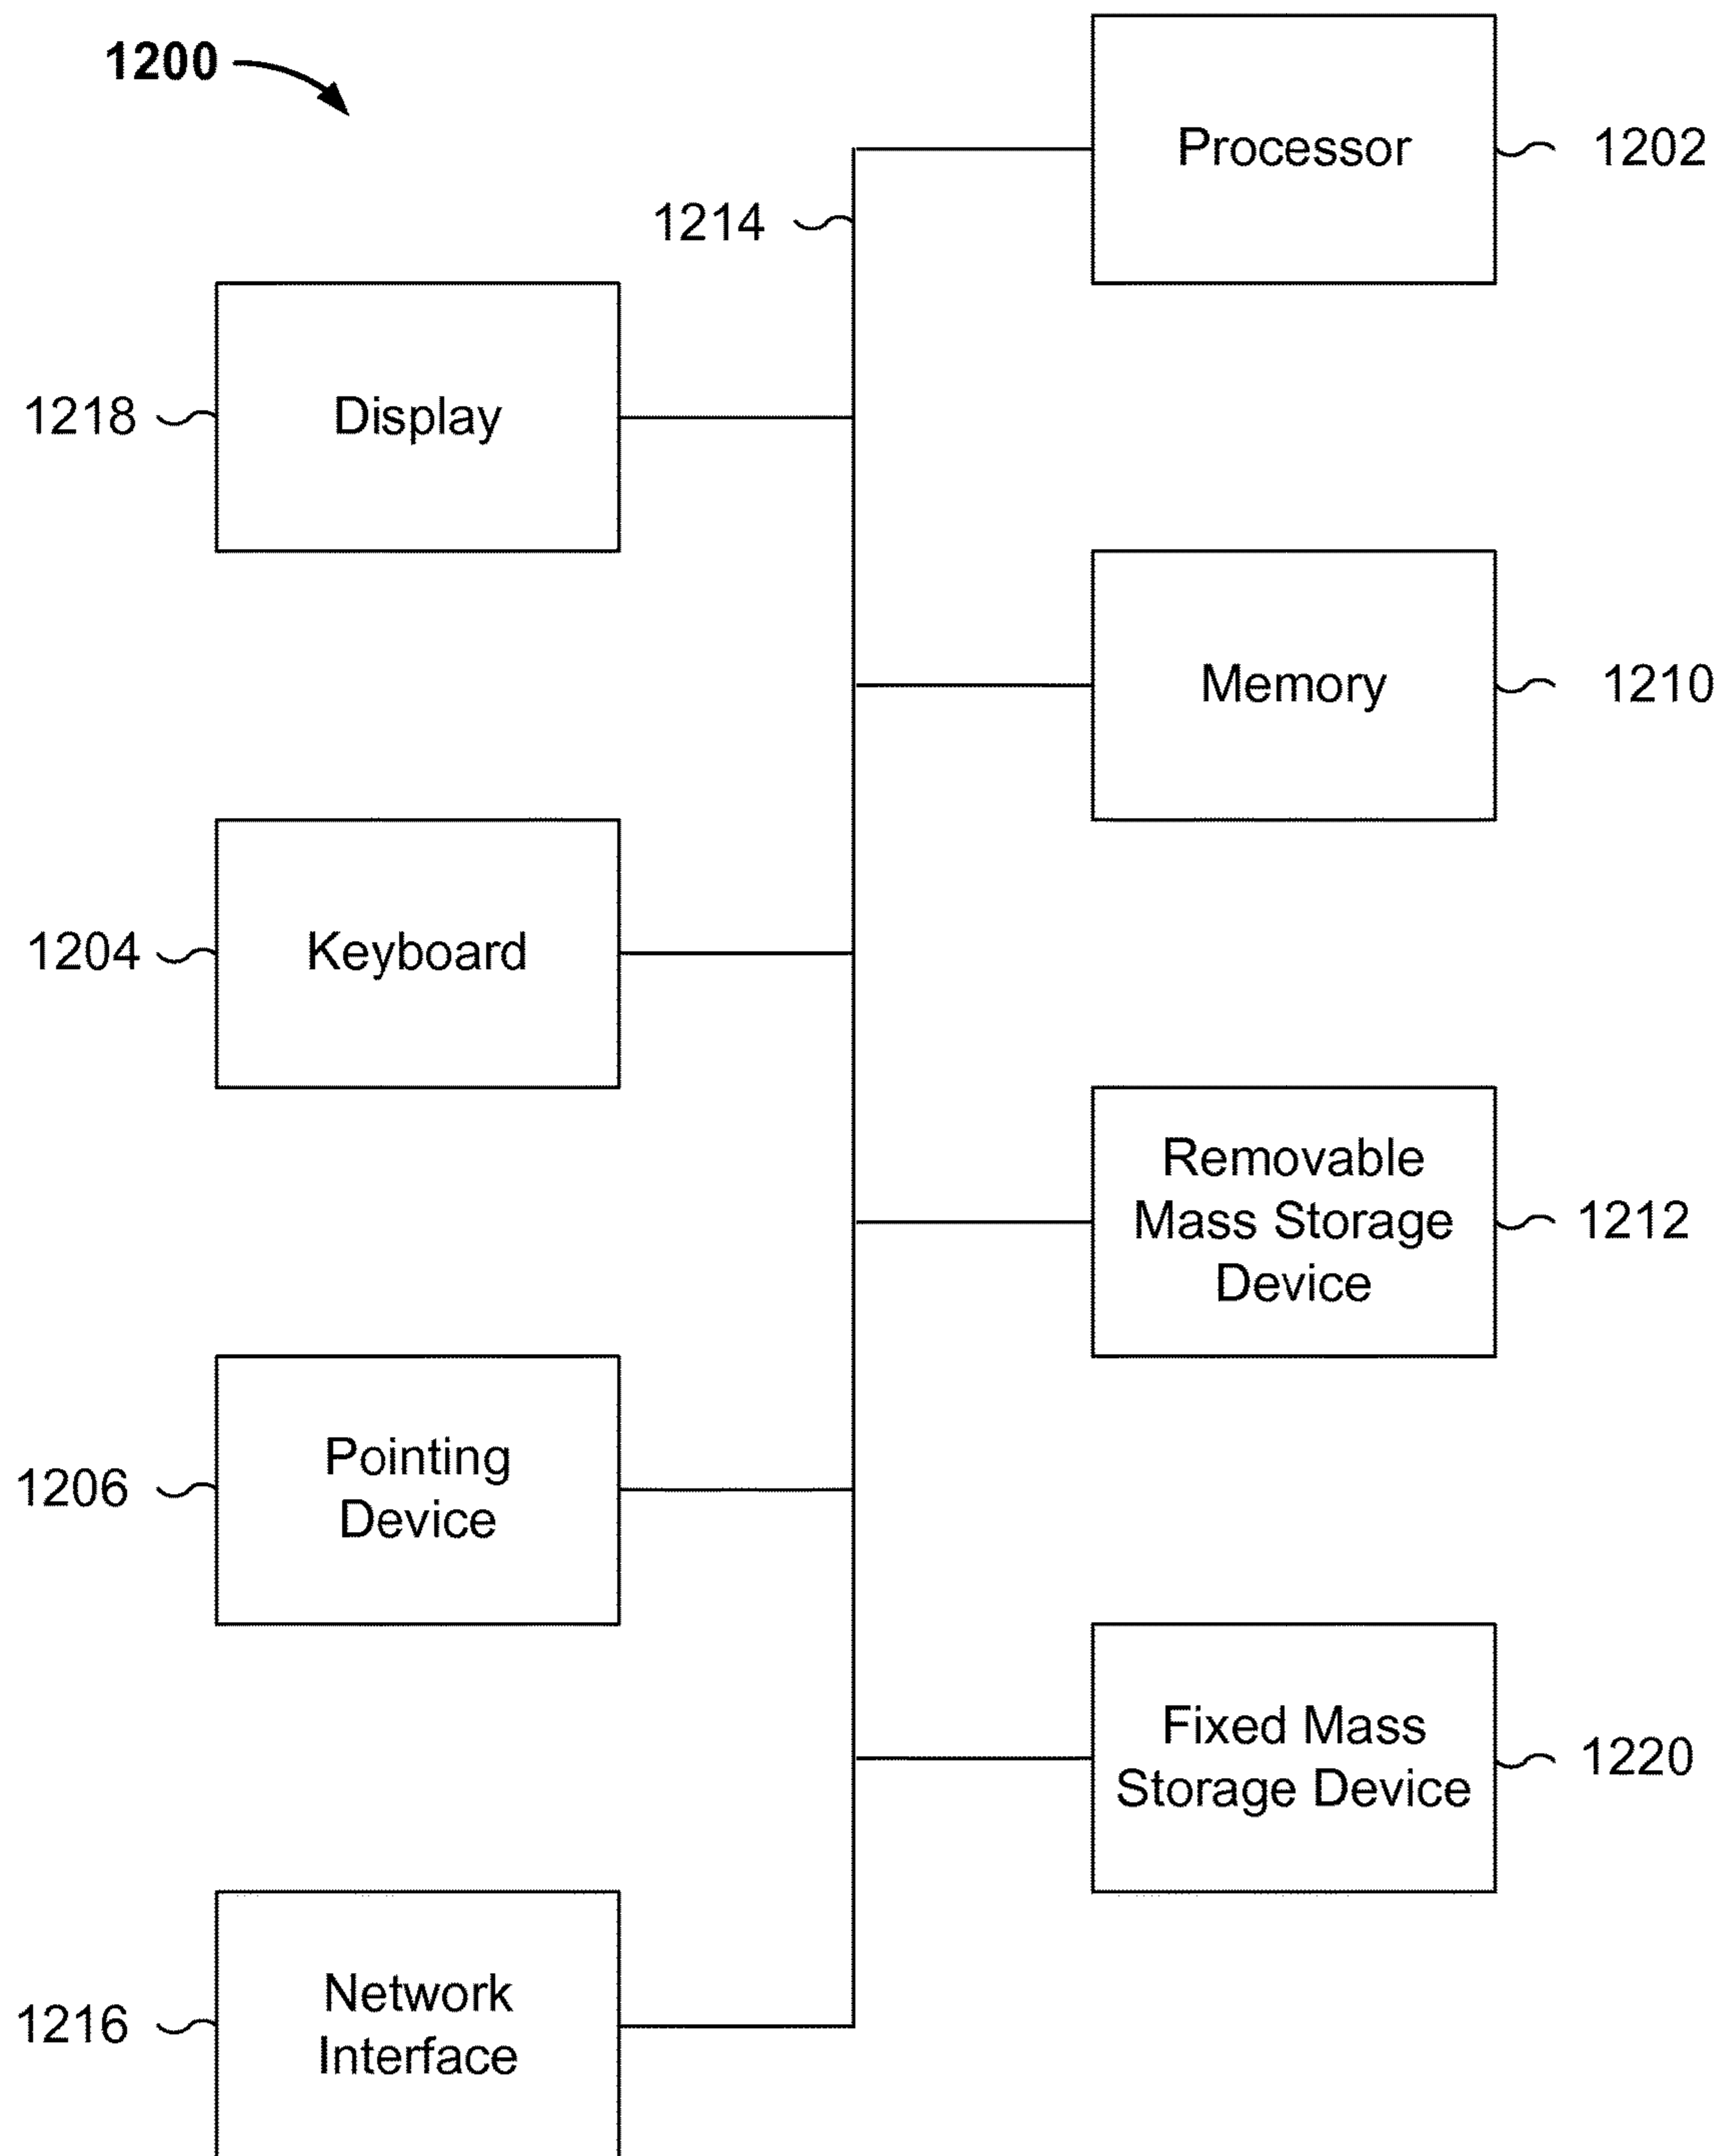 1200
Processor
1202
1214
1218
Display
Memory
1210
1204
Keyboard
Removable
Mass Storage
Device
1212
1206
Pointing
Device
Fixed Mass
Storage Device
1220
1216
Network
Interface